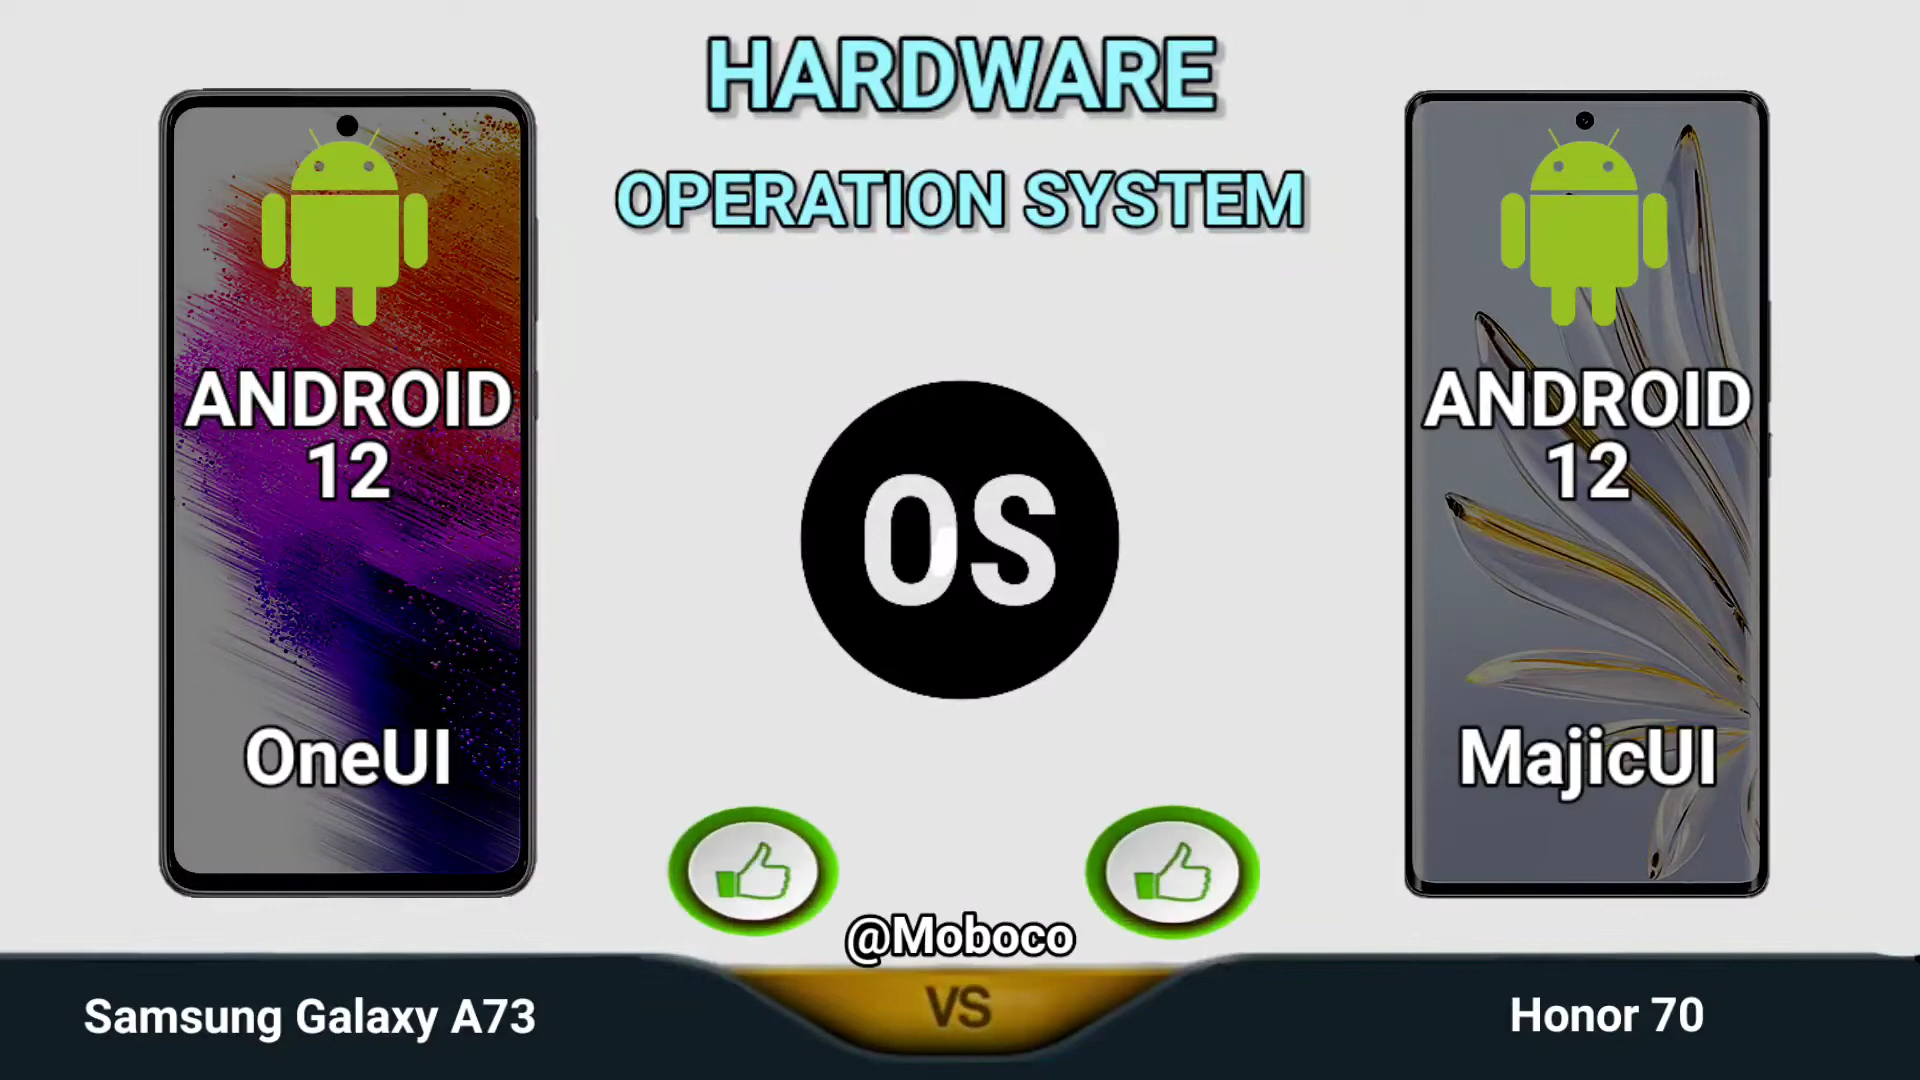 HARDWARE
OPERATION SYSTEM
ANDROID
12
OneUI
OS
ANDROID
12
MajicUI
@Moboco
Samsung Galaxy A73
VS
Honor 70